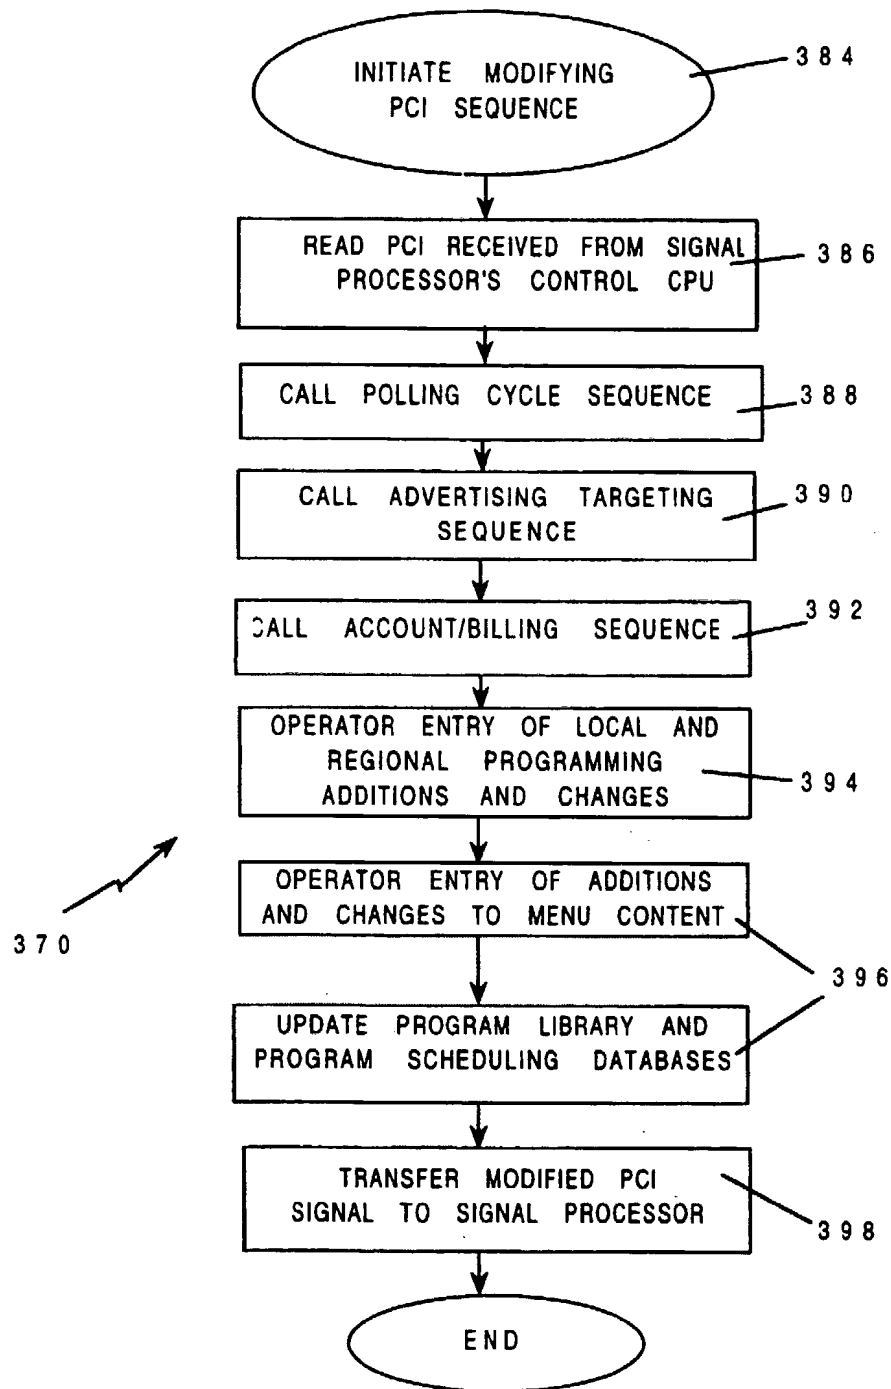 INITIATE MODIFYING
PCI SEQUENCE
384
READ PCI RECEIVED FROM SIGNAL
PROCESSOR'S CONTROL CPU
386
CALL POLLING CYCLE SEQUENCE
388
CALL ADVERTISING TARGETING
SEQUENCE
390
CALL ACCOUNT/BILLING SEQUENCE
392
OPERATOR ENTRY OF LOCAL AND
REGIONAL PROGRAMMING
ADDITIONS AND CHANGES
394
OPERATOR ENTRY OF ADDITIONS
AND CHANGES TO MENU CONTENT
370
396
UPDATE PROGRAM LIBRARY AND
PROGRAM SCHEDULING DATABASES
TRANSFER MODIFIED PCI
SIGNAL TO SIGNAL PROCESSOR
398
END